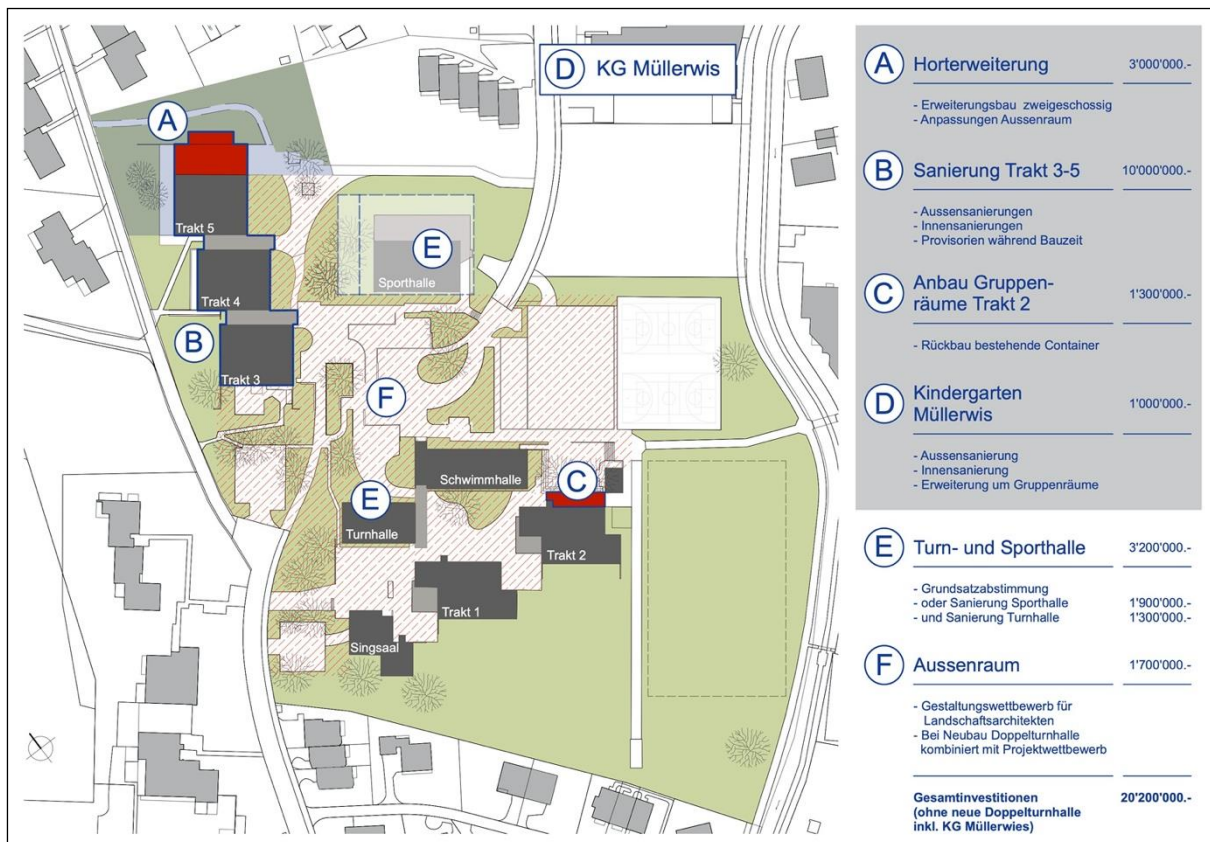 D KG Müllerwis
A
Trakt 5
E
Sporthalle
Trakt 4
B
Trakt 3
F
Schwimmhalle
C
E
Turnhalle
Trakt 2
Trakt 1
Singsaal
A Horterweiterung 3'000'000.-
- Erweiterungsbau zweigeschossig
- Anpassungen Aussenraum
B Sanierung Trakt 3-5 10'000'000.-
- Aussensanierungen
- Innensanierungen
- Provisorien während Bauzeit
C Anbau Gruppen-
räume Trakt 2 1'300'000.-
- Rückbau bestehende Container
D Kindergarten
Müllerwis 1'000'000.-
- Aussensanierung
- Innensanierung
- Erweiterung um Gruppenräume
E Turn- und Sporthalle 3'200'000.-
- Grundsatzabstimmung
- oder Sanierung Sporthalle 1'900'000.-
- und Sanierung Turnhalle 1'300'000.-
F Aussenraum 1'700'000.-
- Gestaltungswettbewerb für
Landschaftsarchitekten
- Bei Neubau Doppelturnhalle
kombiniert mit Projektwettbewerb
Gesamtinvestitionen 20'200'000.-
(ohne neue Doppelturnhalle
inkl. KG Müllerwies)